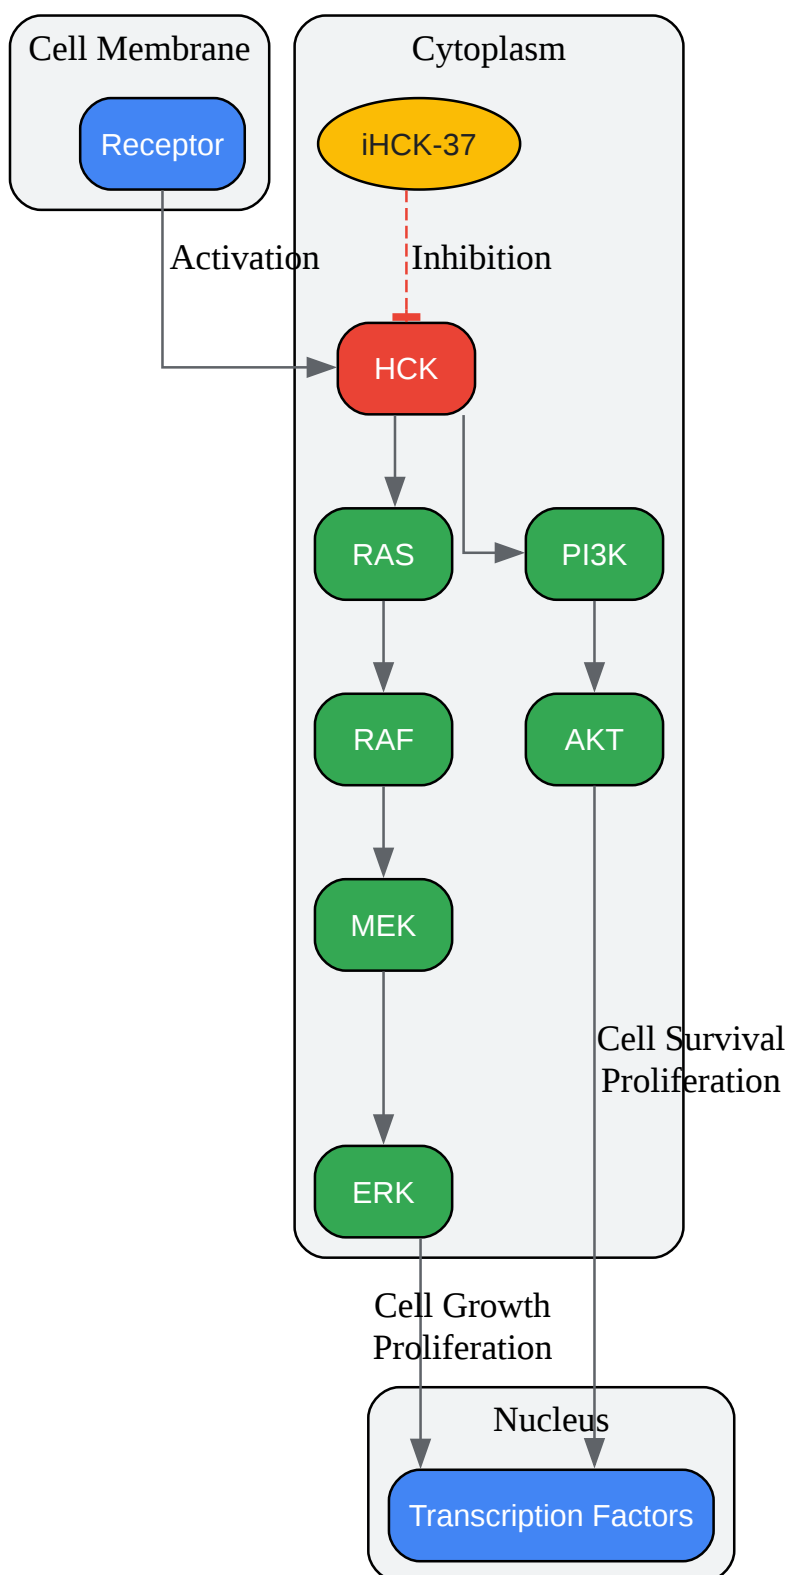 Cell Membrane
Cytoplasm
Receptor
iHCK-37
Activation
Inhibition
HCK
RAS
PI3K
RAF
AKT
MEK
Cell Survival
Proliferation
ERK
Cell Growth
Proliferation
Nucleus
Transcription Factors